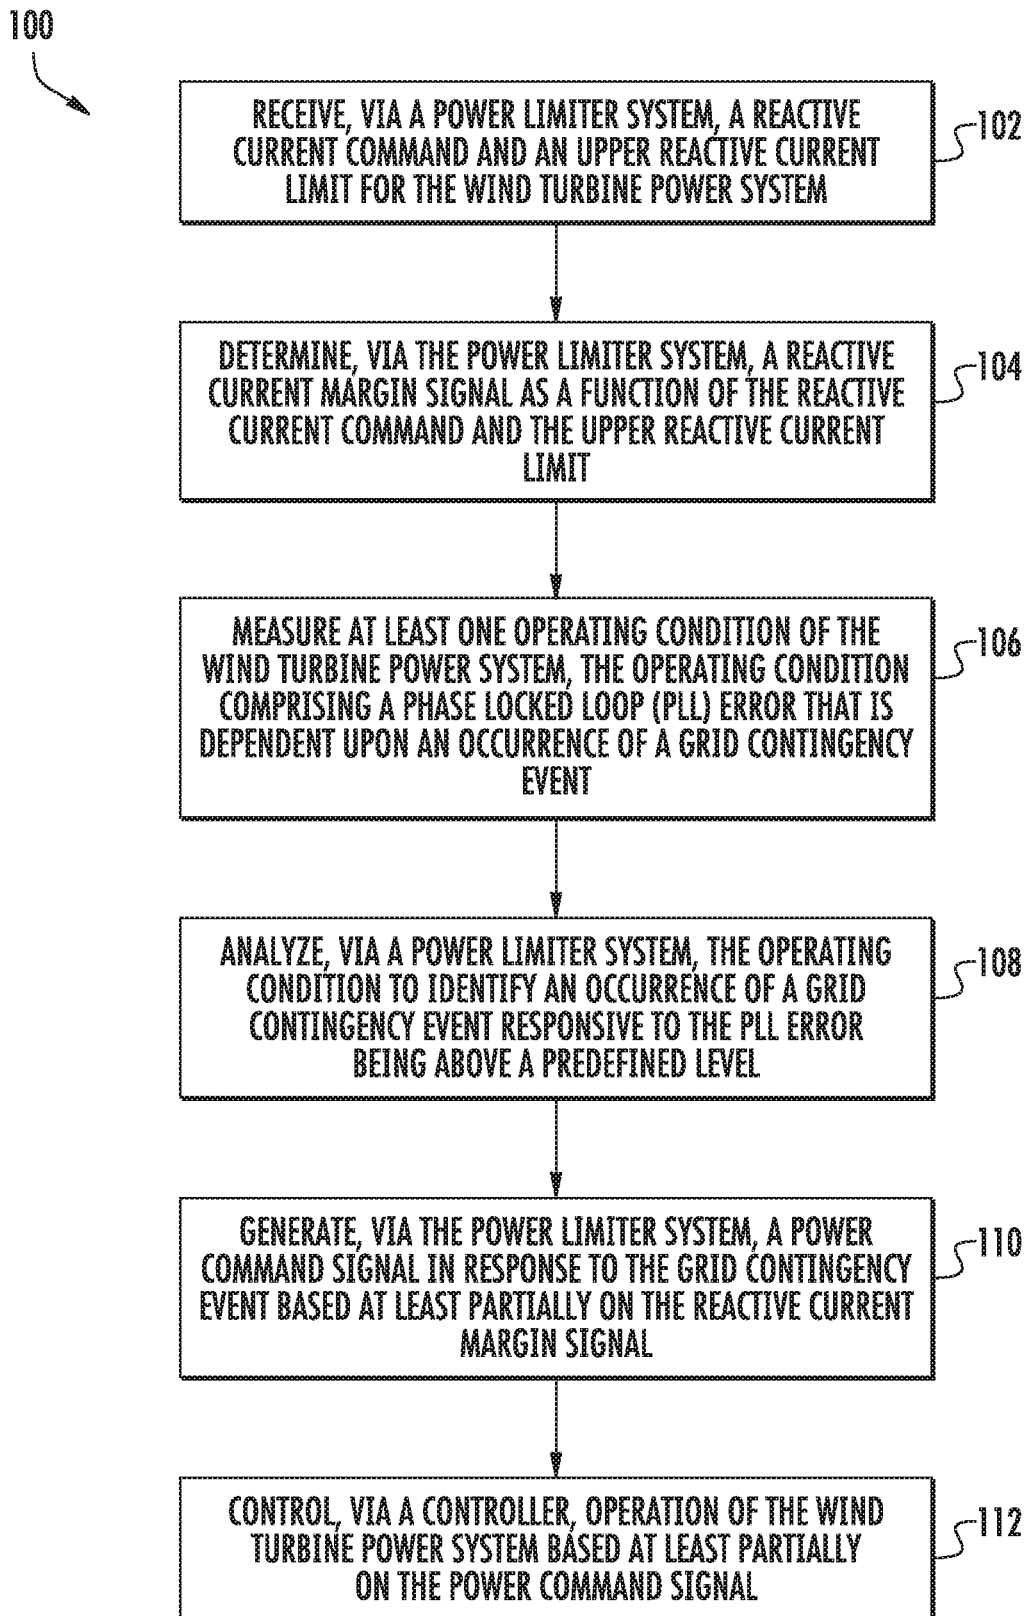 100
RECEIVE, VIA A POWER LIMITER SYSTEM, A REACTIVE
CURRENT COMMAND AND AN UPPER REACTIVE CURRENT
LIMIT FOR THE WIND TURBINE POWER SYSTEM
102
DETERMINE, VIA THE POWER LIMITER SYSTEM, A REACTIVE
CURRENT MARGIN SIGNAL AS A FUNCTION OF THE REACTIVE
CURRENT COMMAND AND THE UPPER REACTIVE CURRENT
LIMIT
104
MEASURE AT LEAST ONE OPERATING CONDITION OF THE
WIND TURBINE POWER SYSTEM, THE OPERATING CONDITION
COMPRISING A PHASE LOCKED LOOP (PLL) ERROR THAT IS
DEPENDENT UPON AN OCCURRENCE OF A GRID CONTINGENCY
EVENT
106
ANALYZE, VIA A POWER LIMITER SYSTEM, THE OPERATING
CONDITION TO IDENTIFY AN OCCURRENCE OF A GRID
CONTINGENCY EVENT RESPONSIVE TO THE PLL ERROR
BEING ABOVE A PREDEFINED LEVEL
108
GENERATE, VIA THE POWER LIMITER SYSTEM, A POWER
COMMAND SIGNAL IN RESPONSE TO THE GRID CONTINGENCY
EVENT BASED AT LEAST PARTIALLY ON THE REACTIVE CURRENT
MARGIN SIGNAL
110
CONTROL, VIA A CONTROLLER, OPERATION OF THE WIND
TURBINE POWER SYSTEM BASED AT LEAST PARTIALLY
ON THE POWER COMMAND SIGNAL
112